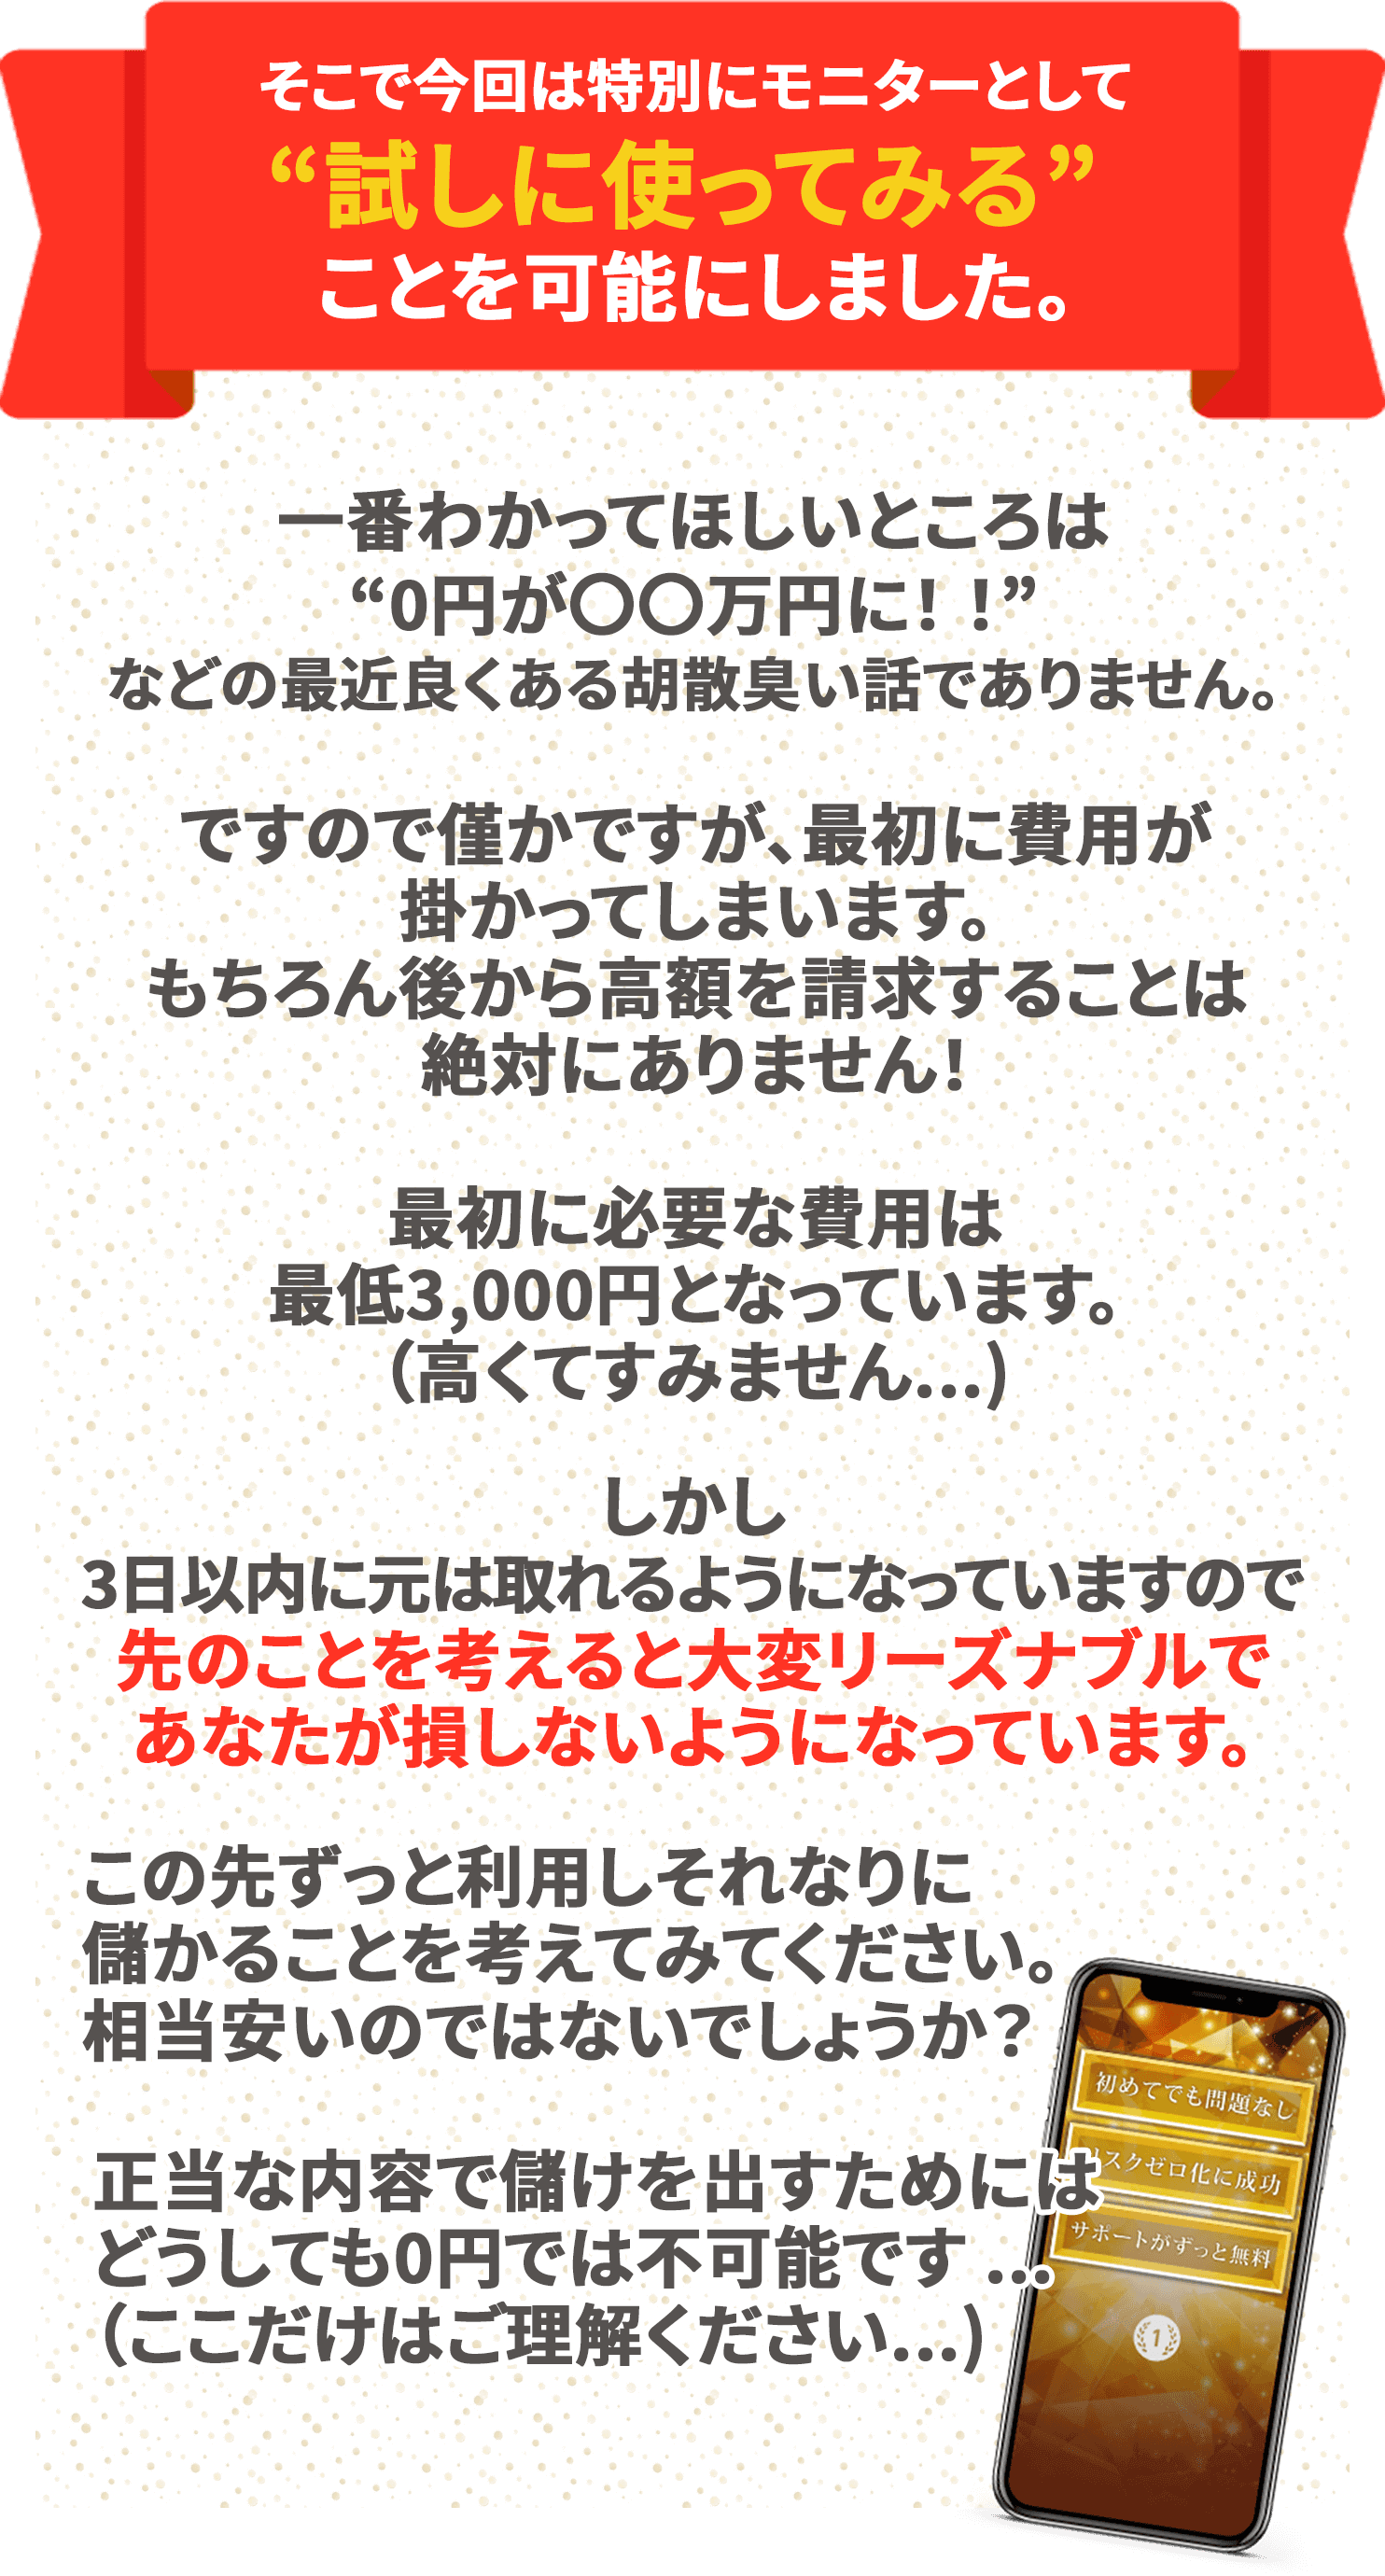 そこで今回は特別にモニターとして
“試しに使ってみる”
ことを可能にしました。
一番わかってほしいところは
“0円が〇〇万円に！！”
などの最近良くある胡散臭い話でありません。
ですので僅かですが、最初に費用が
掛かってしまいます。
もちろん後から高額を請求することは
絶対にありません！
最初に必要な費用は
最低3,000円となっています。
（高くてすみません...)
しかし
3日以内に元は取れるようになっていますので
先のことを考えると大変リーズナブルで
あなたが損しないようになっています。
この先ずっと利用しそれなりに
儲かることを考えてみてください。
相当安いのではないでしょうか？
正当な内容で儲けを出すためには
どうしても0円では不可能です ...
（ここだけはご理解ください...)
初めてでも問題なし
リスクゼロ化に成功
サポートがずっと無料
1